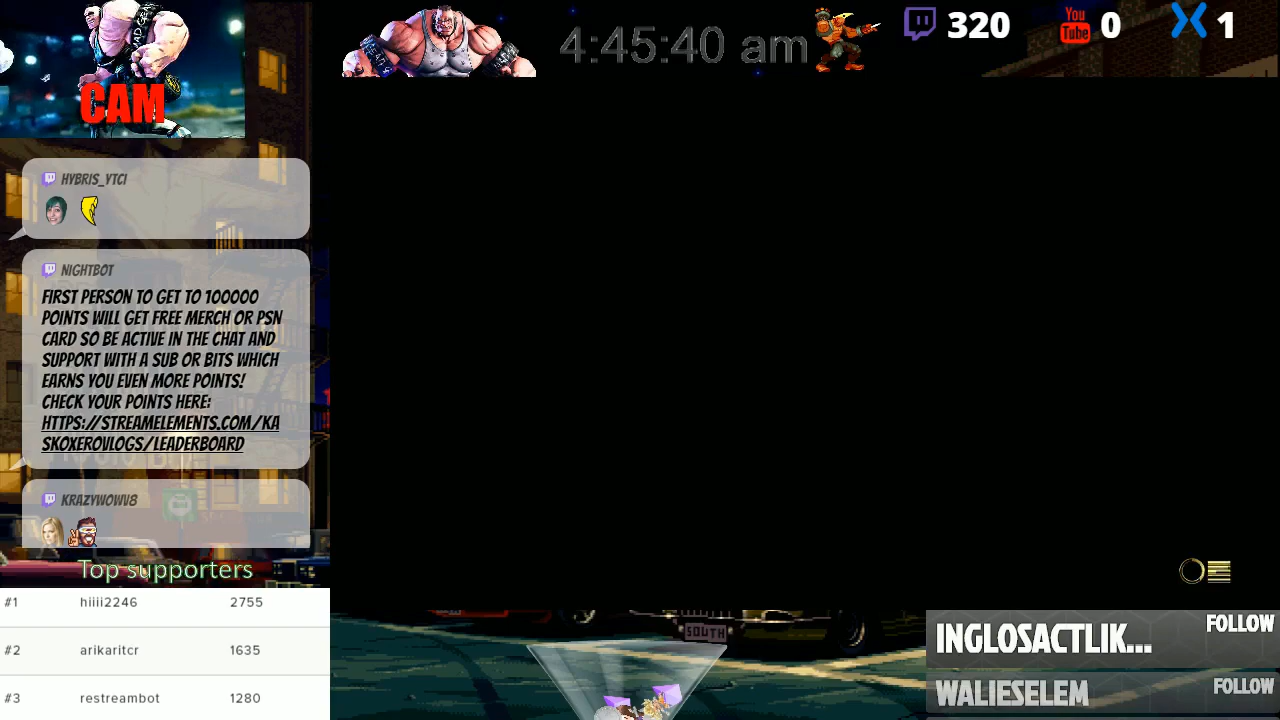 4:45:40 am
320
You
Tube
0
1
CAM
HYBRIS_YTCI
NIGHTBOT
FIRST PERSON TO GET TO 100000
POINTS WILL GET FREE MERCH OR PSN
CARD SO BE ACTIVE IN THE CHAT AND
SUPPORT WITH A SUB OR BITS WHICH
EARNS YOU EVEN MORE POINTS!
CHECK YOUR POINTS HERE:
HTTPS://STREAMELEMENTS.COM/KA
SKOXEROVLOGS/LEADERBOARD
KRAZYWOWV8
Top supporters
#1 hiiii2246 2755
#2 arikaritcr 1635
#3 restreambot 1280
SOUTH
INGLOSACTLIK... FOLLOW
WALIESELEM FOLLOW